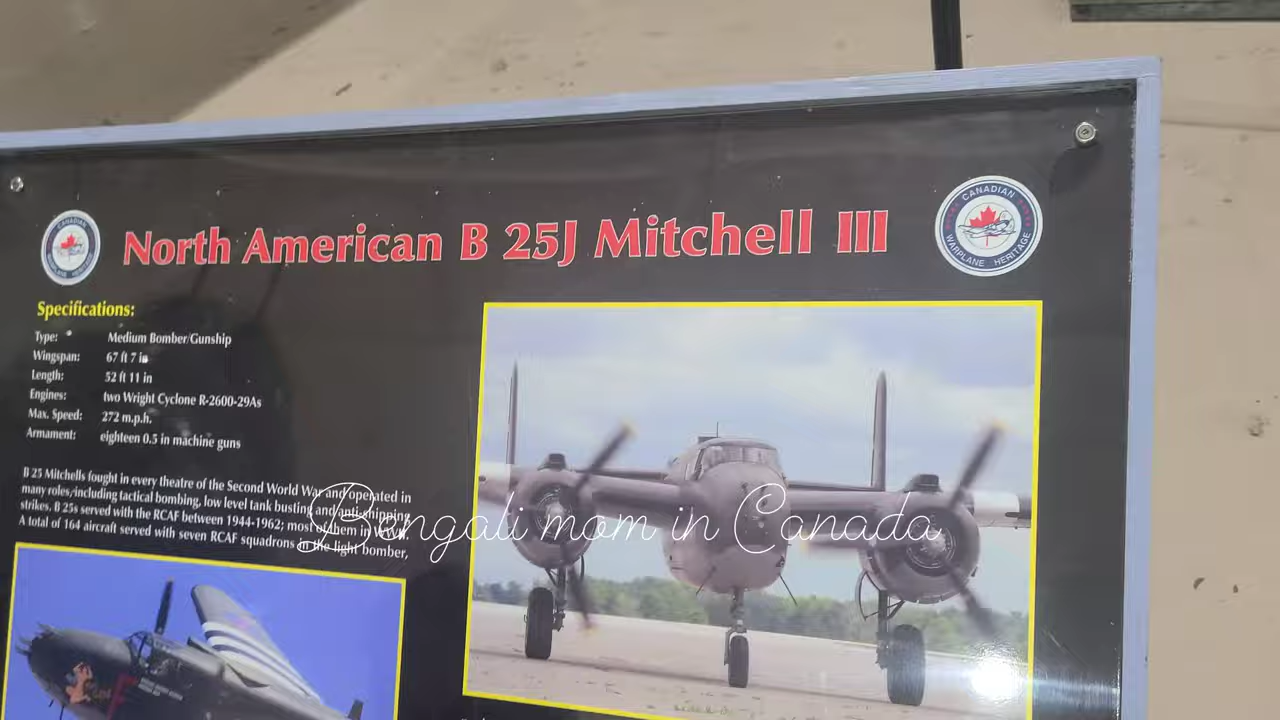 North American B 25J Mitchell III
CANADIAN
WARPLANE HERITAGE
CANADIAN
WARPLANE HERITAGE
Specifications:
Type: Medium Bomber/Gunship
Wingspan: 67 ft 7 in
Length: 52 ft 11 in
Engines: two Wright Cyclone R-2600-29As
Max. Speed: 272 m.p.h.
Armament: eighteen 0.5 in machine guns
B 25 Mitchells fought in every theatre of the Second World War and operated in
many roles including tactical bombing, low level tank busting and anti-shipping
strikes. B 25s served with the RCAF between 1944-1962; most of them in
A total of 164 aircraft served with seven RCAF squadrons in the light bomber,
Bengali mom in Canada